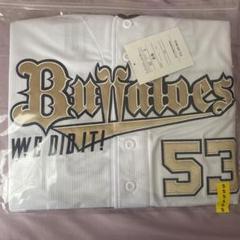 Buffaloes
WE DID IT!
53